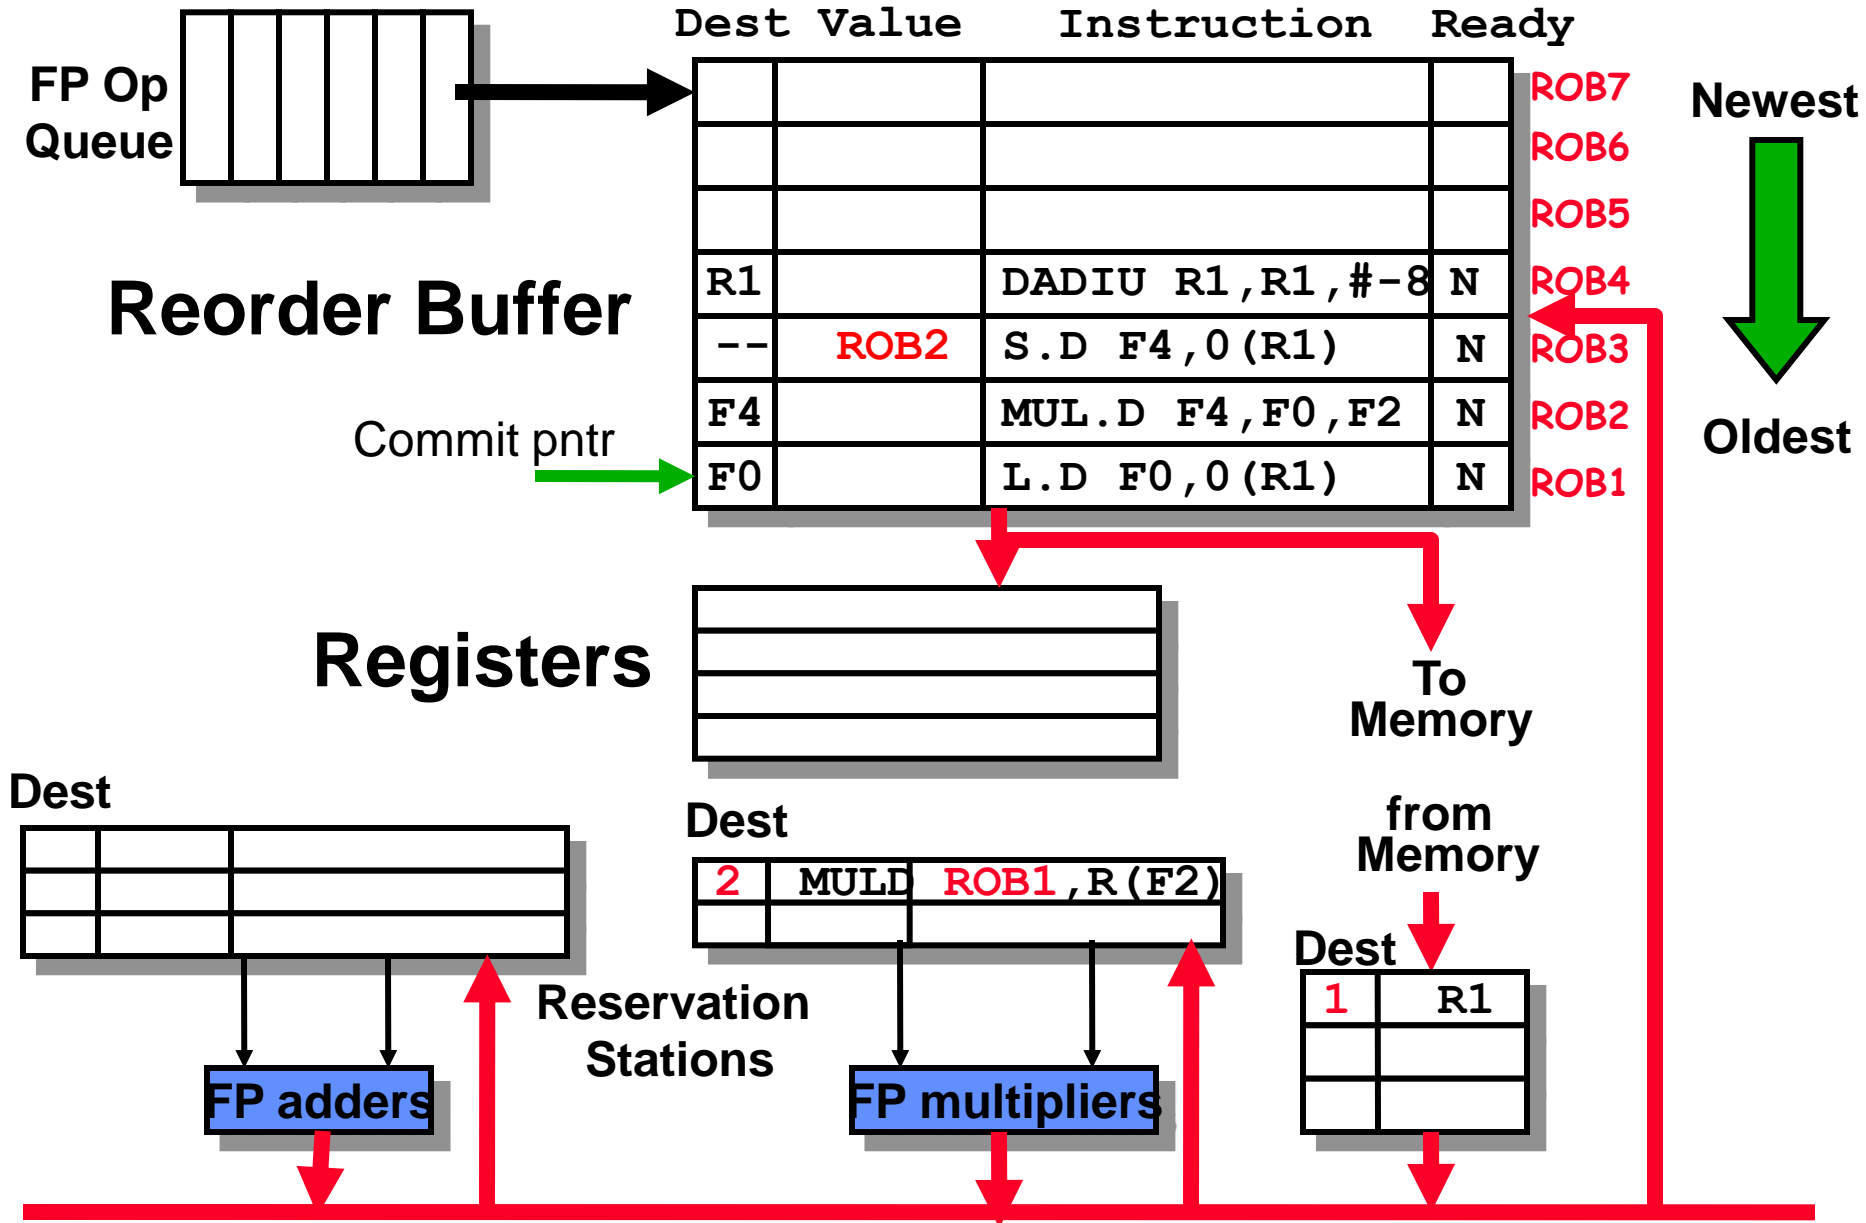 Dest Value Instruction Ready
FP Op
Queue
ROB7
Newest
ROB6
ROB5
Reorder Buffer
R1 DADIU R1,R1,#-8 N ROB4
-- ROB2 S.D F4,0(R1) N ROB3
F4 MUL.D F4,F0,F2 N ROB2
Oldest
Commit pntr
F0 L.D F0,0(R1) N ROB1
Registers
To
Memory
Dest
Dest
from
Memory
2 MULD ROB1,R(F2)
Dest
1 R1
Reservation
Stations
FP adders
FP multipliers